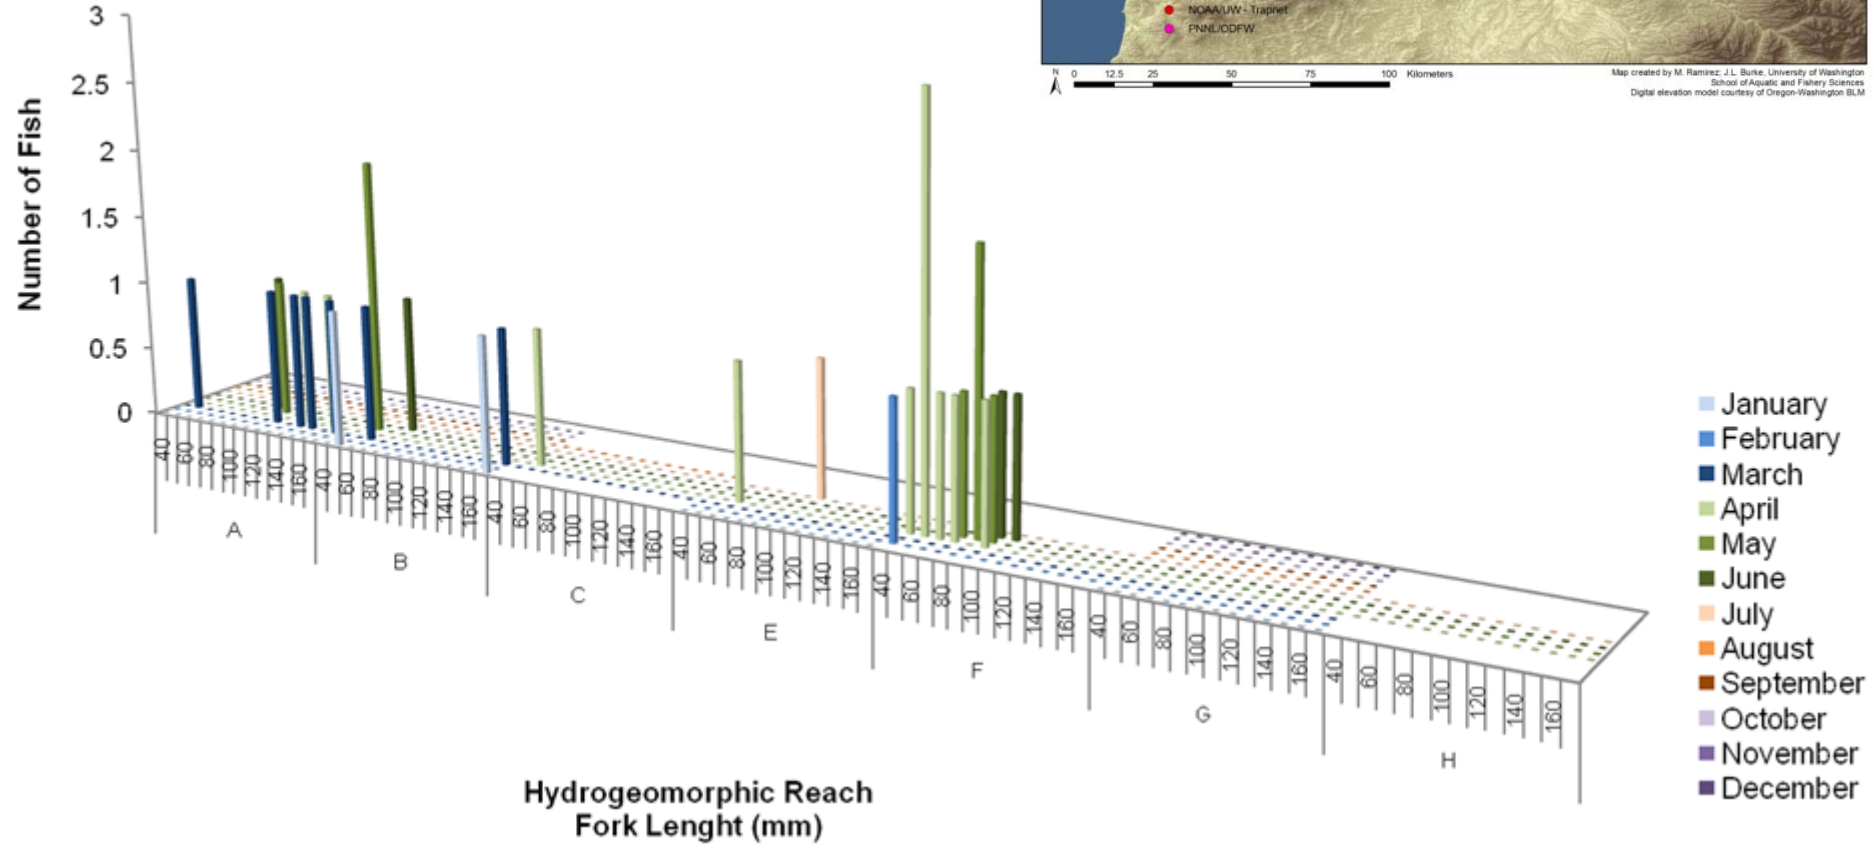 NOAA/UW - Trapnet
PNNL/ODFW
N
0 12.5 25 50 75 100 Kilometers
Map created by M. Ramirez; J.L. Burke, University of Washington
School of Aquatic and Fishery Sciences
Digital elevation model courtesy of Oregon-Washington BLM
Number of Fish
3
2.5
2
1.5
1
0.5
0
40 60 80 100 120 140 160
40 60 80 100 120 140 160
40 60 80 100 120 140 160
40 60 80 100 120 140 160
40 60 80 100 120 140 160
40 60 80 100 120 140 160
40 60 80 100 120 140 160
A
B
C
E
F
G
H
Hydrogeomorphic Reach
Fork Lenght (mm)
January
February
March
April
May
June
July
August
September
October
November
December